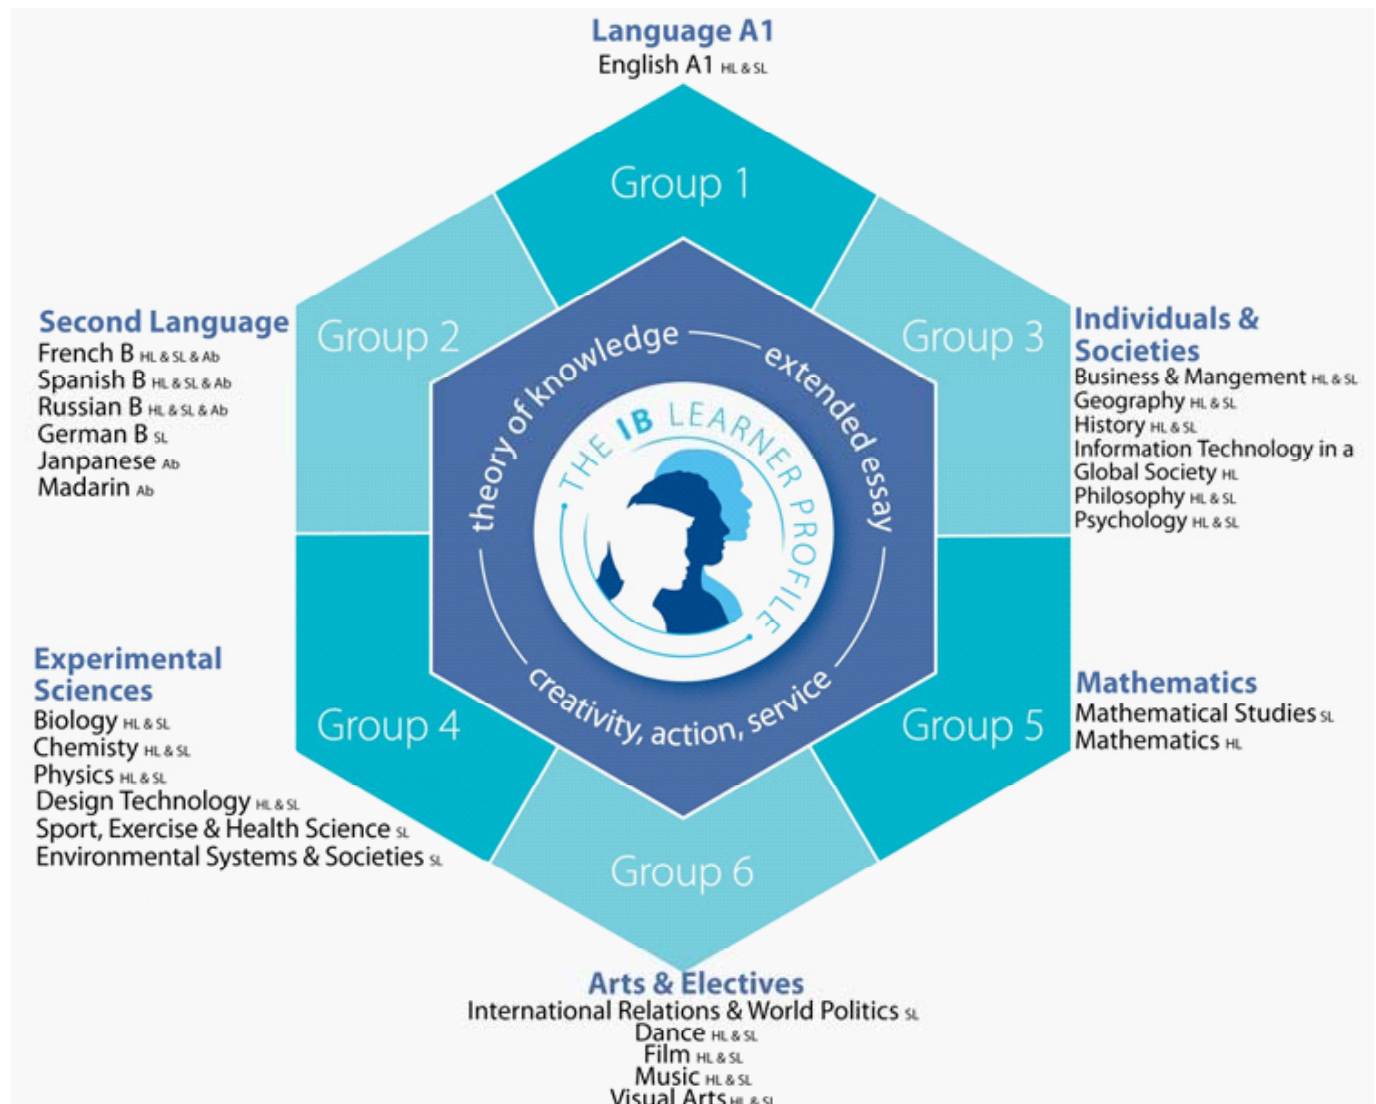 Language A1
English A1 HL & SL
Group 1
Group 2
Second Language
French B HL & SL & Ab
Spanish B HL & SL & Ab
Russian B HL & SL & Ab
German B SL
Janpanese Ab
Madarin Ab
Group 3
Individuals &
Societies
Business & Mangement HL & SL
Geography HL & SL
History HL & SL
Information Technology in a
Global Society HL
Philosophy HL & SL
Psychology HL & SL
theory of knowledge
extended essay
creativity, action, service
THE IB LEARNER PROFILE
Experimental
Sciences
Biology HL & SL
Chemisty HL & SL
Physics HL & SL
Design Technology HL & SL
Sport, Exercise & Health Science SL
Environmental Systems & Societies SL
Group 4
Group 5
Mathematics
Mathematical Studies SL
Mathematics HL
Group 6
Arts & Electives
International Relations & World Politics SL
Dance HL & SL
Film HL & SL
Music HL & SL
Visual Arts HL & SL